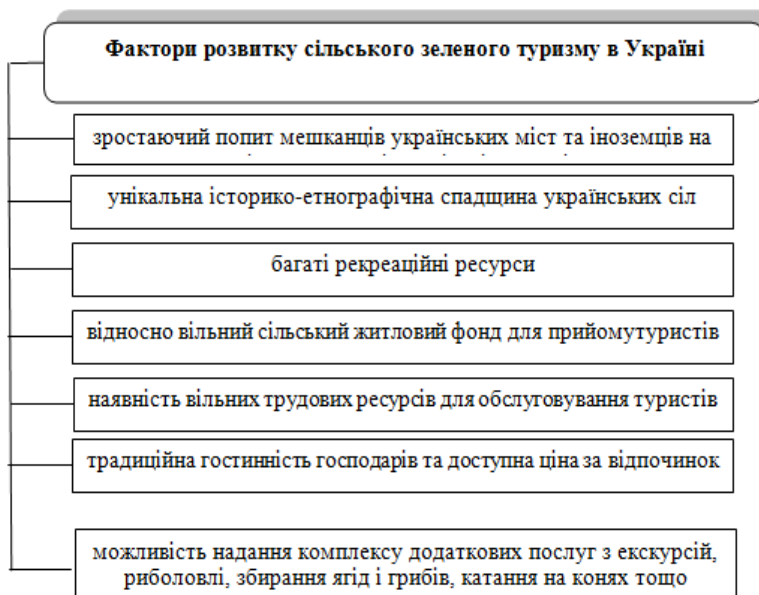 Фактори розвитку сільського зеленого туризму в Україні
зростаючий попит мешканців українських міст та іноземців на
унікальна історико-етнографічна спадщина українських сіл
багаті рекреаційні ресурси
відносно вільний сільський житловий фонд для прийомутуристів
наявність вільних трудових ресурсів для обслуговування туристів
традиційна гостинність господарів та доступна ціна за відпочинок
можливість надання комплексу додаткових послуг з екскурсій,
риболовлі, збирання ягід і грибів, катання на конях тощо